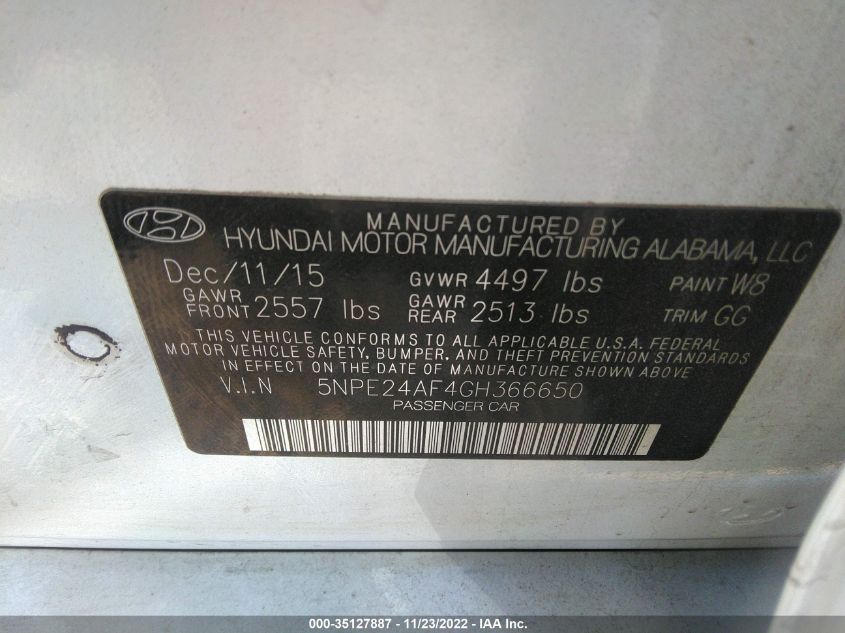 MANUFACTURED BY
HYUNDAI MOTOR MANUFACTURING ALABAMA, LLC
Dec/11/15 GVWR 4497 lbs PAINT W8
GAWR FRONT 2557 lbs GAWR REAR 2513 lbs TRIM GG
THIS VEHICLE CONFORMS TO ALL APPLICABLE U.S.A. FEDERAL
MOTOR VEHICLE SAFETY, BUMPER, AND THEFT PREVENTION STANDARDS
IN EFFECT ON THE DATE OF MANUFACTURE SHOWN ABOVE
V.I.N 5NPE24AF4GH366650
PASSENGER CAR
000-35127887 - 11/23/2022 - IAA Inc.